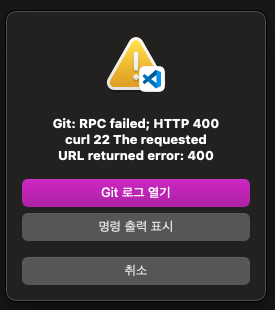 Git: RPC failed; HTTP 400
curl 22 The requested
URL returned error: 400
Git 로그 열기
명령 출력 표시
취소